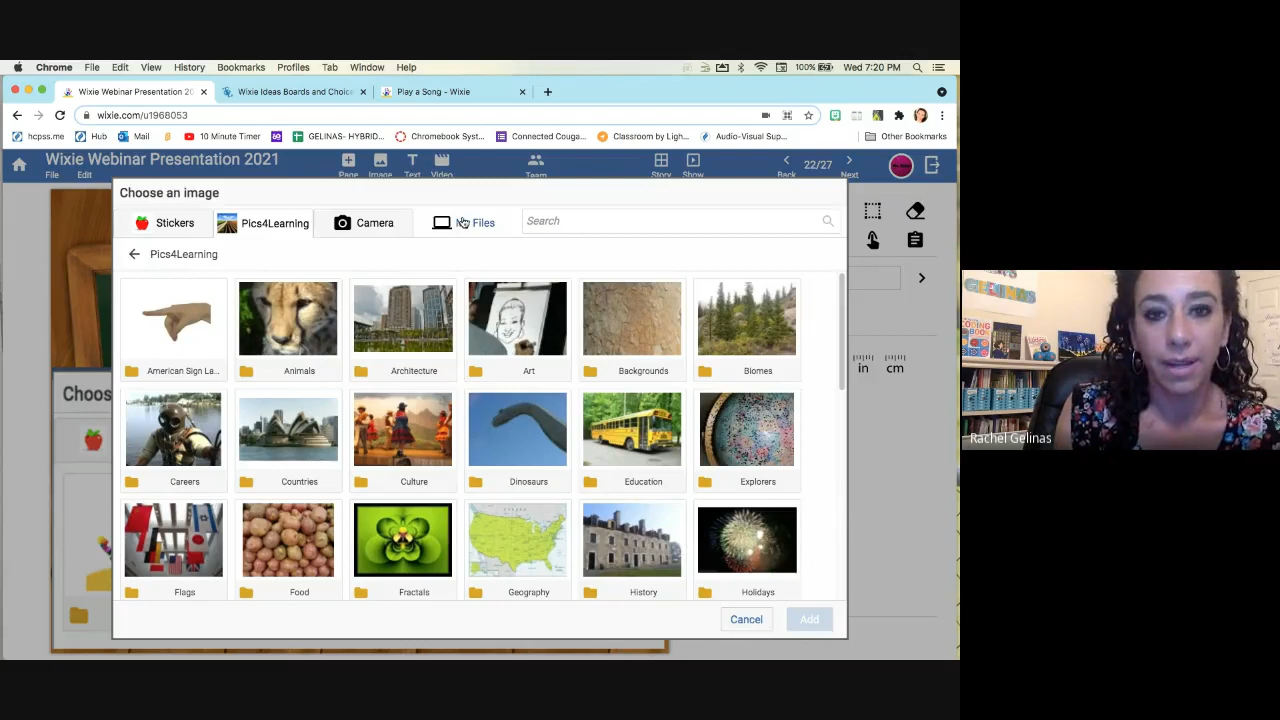 Chrome File Edit View History Bookmarks Profiles Tab Window Help 100% Wed 7:20 PM
Wixie Webinar Presentation 20 Wixie Ideas Boards and Choice Play a Song - Wixie
wixie.com/u1968053
hcpss.me Hub Mail 10 Minute Timer GELINAS- HYBRID... Chromebook Syst... Connected Couga... Classroom by Ligh... Audio-Visual Sup... Other Bookmarks
Wixie Webinar Presentation 2021
File Edit Page Image Text Video Team Story Show Back 22/27 Next
Choose an image
Stickers Pics4Learning Camera My Files Search
Pics4Learning
American Sign La... Animals Architecture Art Backgrounds Biomes
in cm
Choos
Careers Countries Culture Dinosaurs Education Explorers
Flags Food Fractals Geography History Holidays
Cancel Add
GELINAS
CODING
Rachel Gelinas